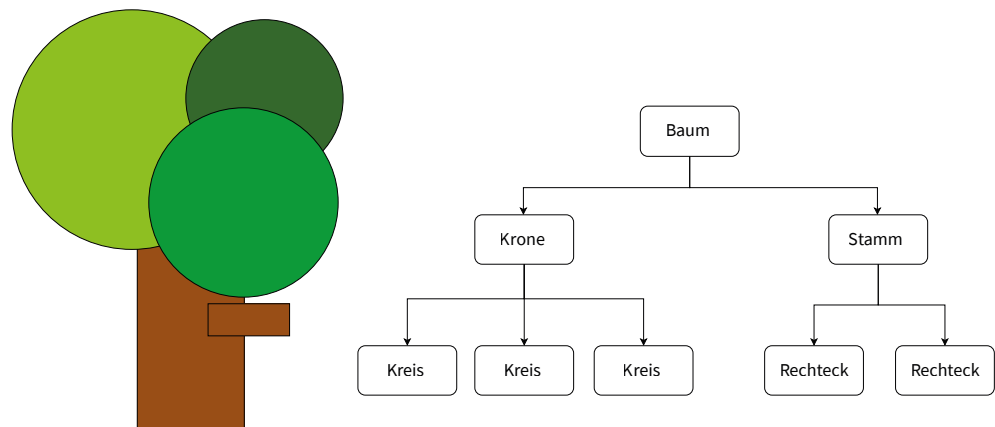 Baum
Krone
Stamm
Kreis
Kreis
Kreis
Rechteck
Rechteck